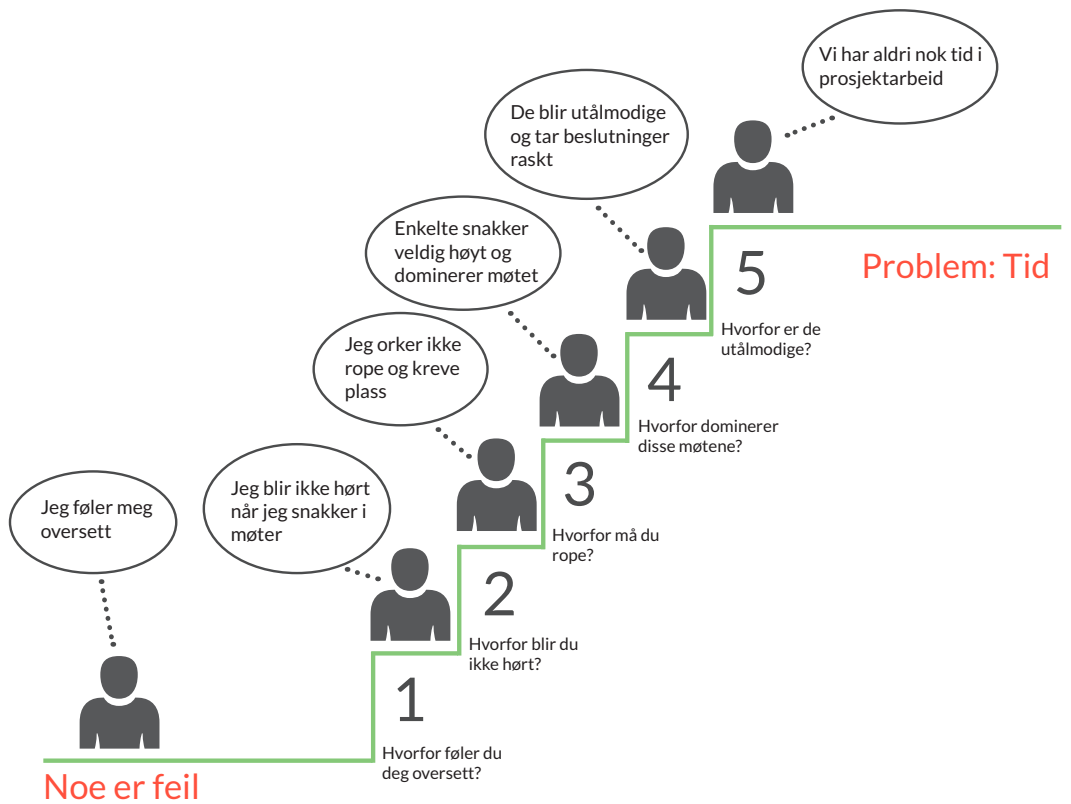 Noe er feil
Jeg føler meg
oversett
1
Hvorfor føler du
deg oversett?
Jeg blir ikke hørt
når jeg snakker i
møter
2
Hvorfor blir du
ikke hørt?
Jeg orker ikke
rope og kreve
plass
3
Hvorfor må du
rope?
Enkelte snakker
veldig høyt og
dominerer møtet
4
Hvorfor dominerer
disse møtene?
De blir utålmodige
og tar beslutninger
raskt
5
Hvorfor er de
utålmodige?
Vi har aldri nok tid i
prosjektarbeid
Problem: Tid